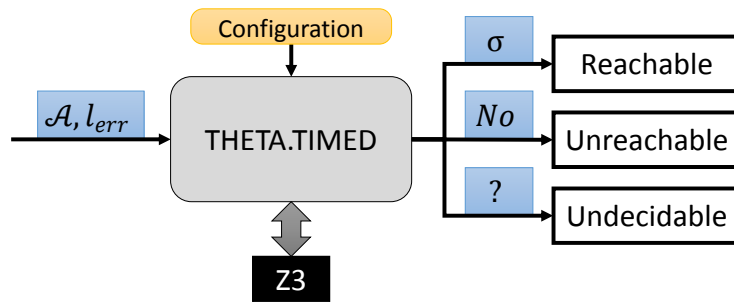 Configuration
𝒜, l_err
THETA.TIMED
Z3
σ
Reachable
No
Unreachable
?
Undecidable